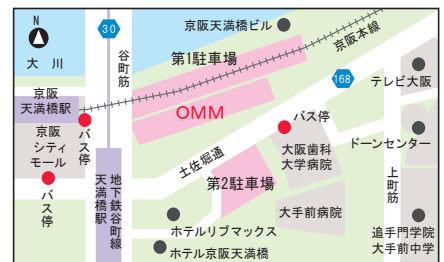 N
大川
30
谷町筋
京阪天満橋ビル
第1駐車場
京阪本線
168
テレビ大阪
京阪
天満橋駅
OMM
バス停
バス停
京阪
シティ
モール
土佐堀通
大阪歯科
大学病院
ドーンセンター
バス停
地下鉄谷町線
天満橋駅
第2駐車場
上町筋
大手前病院
ホテルリブマックス
ホテル京阪天満橋
追手門学院
大手前中学